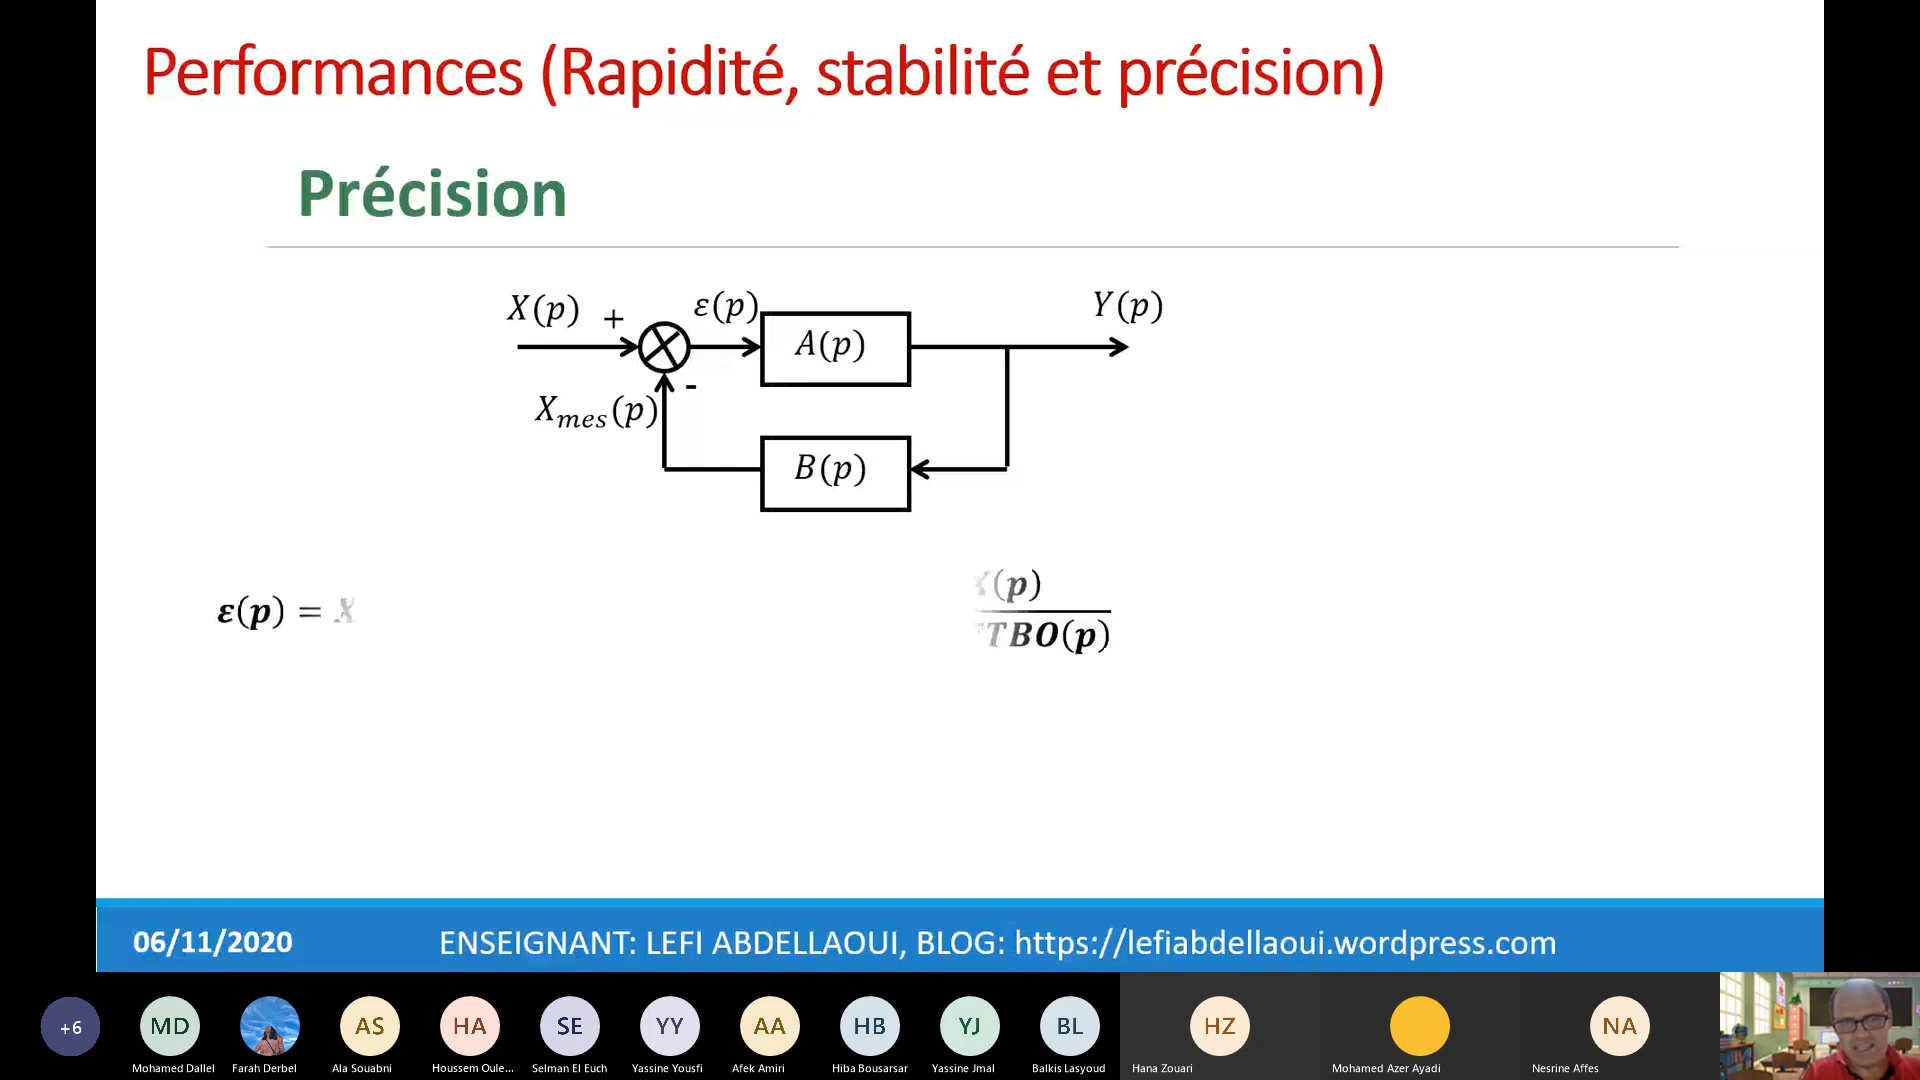 Performances (Rapidité, stabilité et précision)
Précision
X(p) + ε(p) A(p) Y(p)
-
X_mes(p)
B(p)
ε(p) = X
X(p)
TBO(p)
06/11/2020 ENSEIGNANT: LEFI ABDELLAOUI, BLOG: https://lefiabdellaoui.wordpress.com
+6 MD AS HA SE YY AA HB YJ BL HZ NA
Mohamed Dallel Farah Derbel Ala Souabni Houssem Oule... Selman El Euch Yassine Yousfi Afek Amiri Hiba Bousarsar Yassine Jmal Balkis Lasyoud Hana Zouari Mohamed Azer Ayadi Nesrine Affes